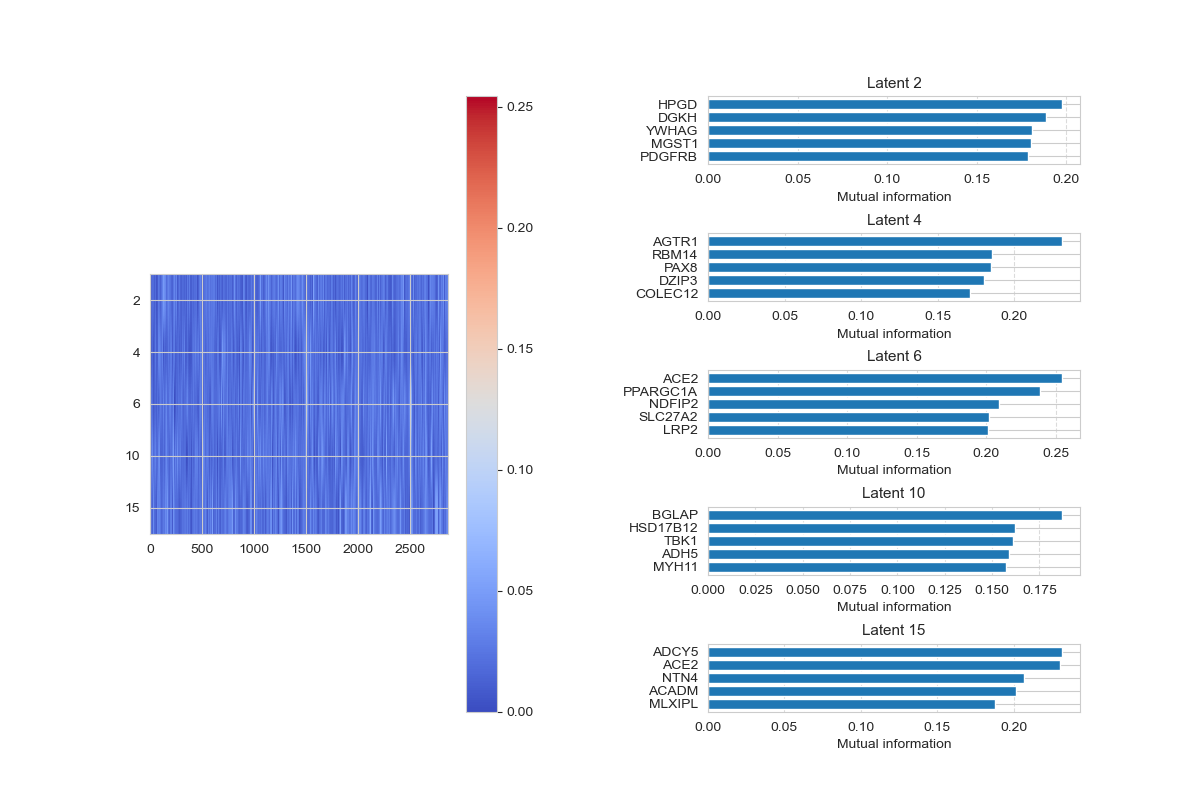 2
4
6
10
15
0 500 1000 1500 2000 2500
0.25
0.20
0.15
0.10
0.05
0.00
Latent 2
HPGD
DGKH
YWHAG
MGST1
PDGFRB
0.00 0.05 0.10 0.15 0.20
Mutual information
Latent 4
AGTR1
RBM14
PAX8
DZIP3
COLEC12
0.00 0.05 0.10 0.15 0.20
Mutual information
Latent 6
ACE2
PPARGC1A
NDFIP2
SLC27A2
LRP2
0.00 0.05 0.10 0.15 0.20 0.25
Mutual information
Latent 10
BGLAP
HSD17B12
TBK1
ADH5
MYH11
0.000 0.025 0.050 0.075 0.100 0.125 0.150 0.175
Mutual information
Latent 15
ADCY5
ACE2
NTN4
ACADM
MLXIPL
0.00 0.05 0.10 0.15 0.20
Mutual information